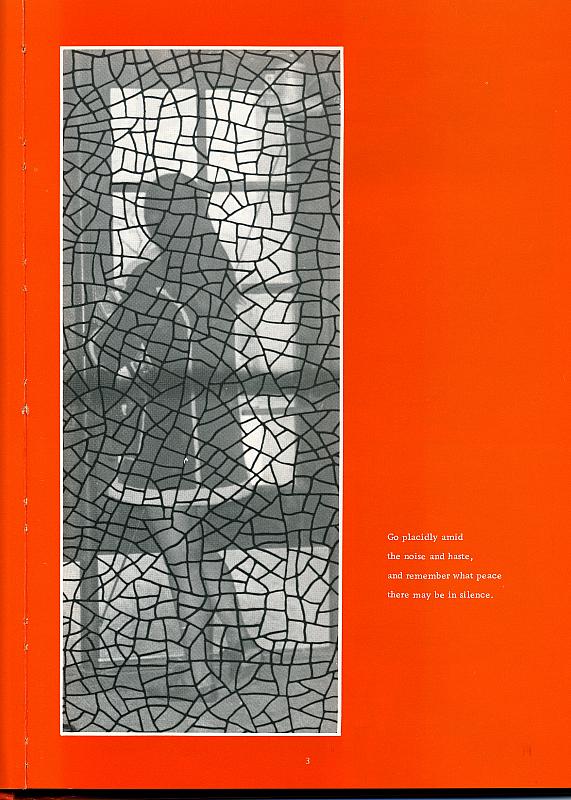 Go placidly amid
the noise and haste,
and remember what peace
there may be in silence.
3